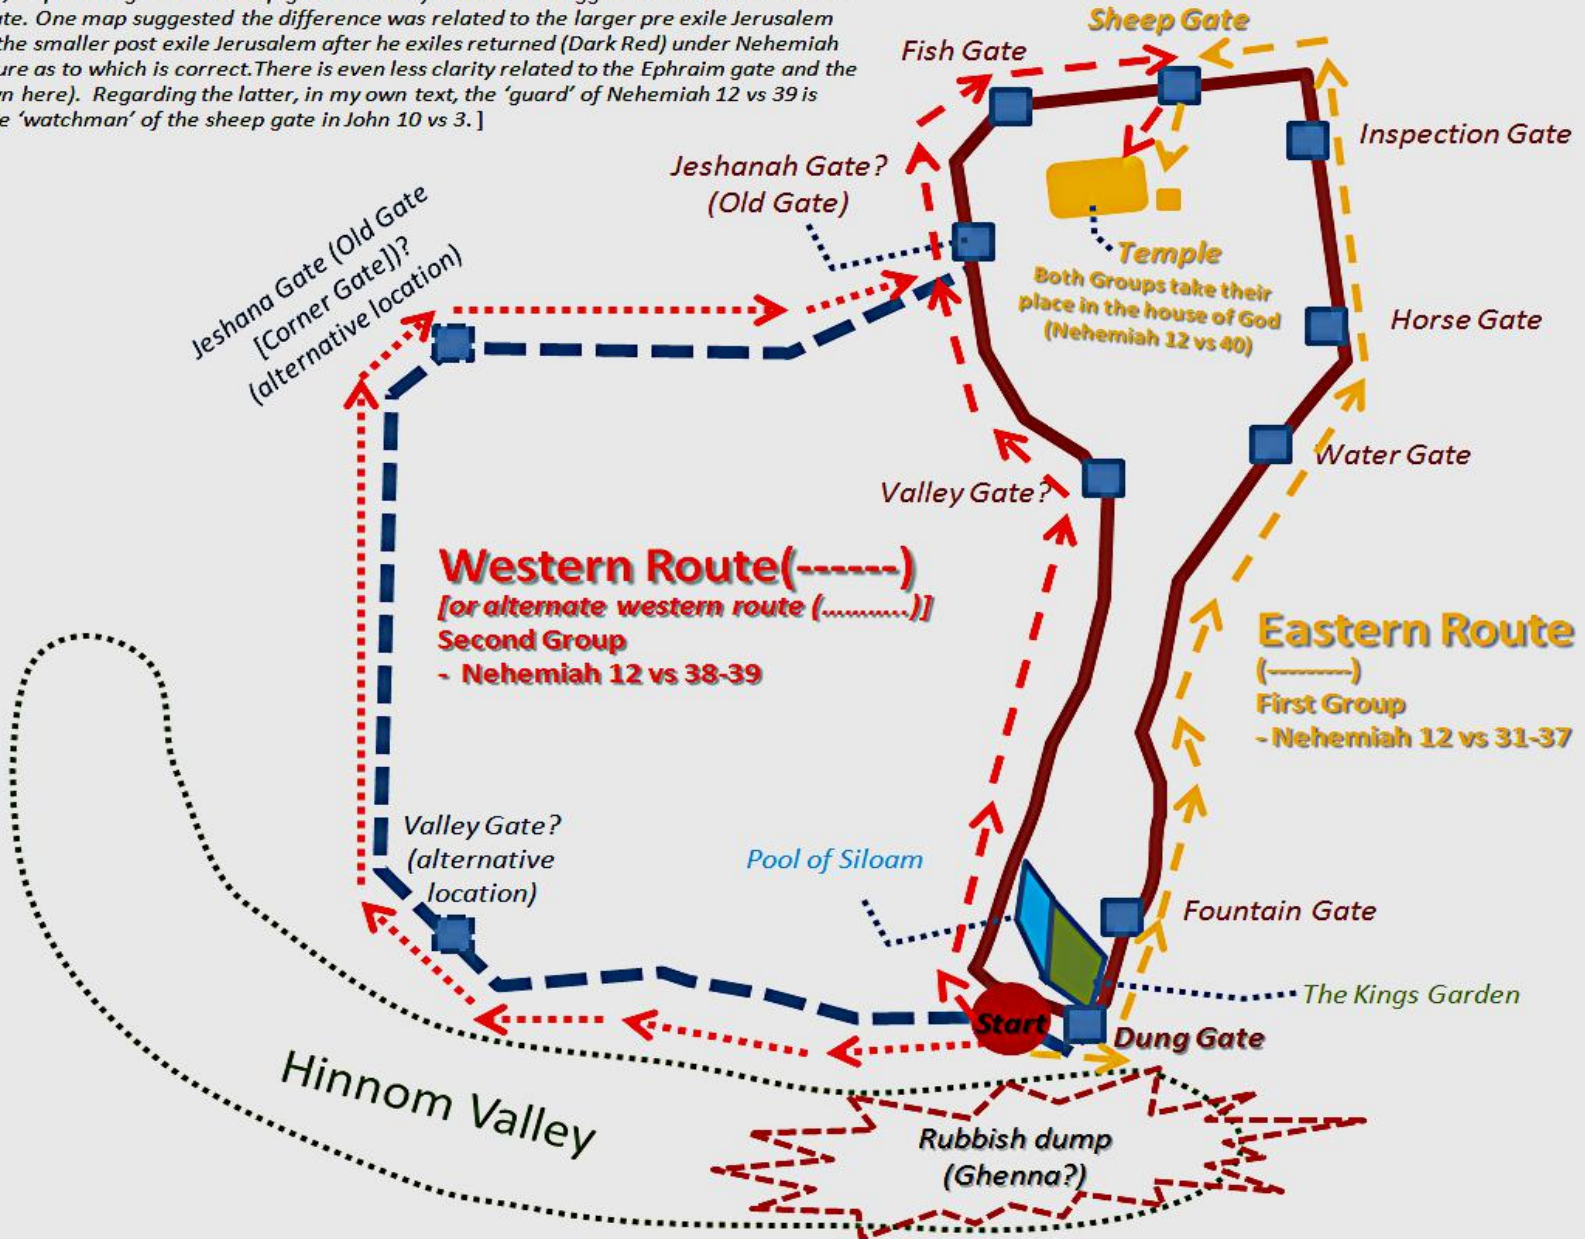 ate. One map suggested the difference was related to the larger pre exile Jerusalem
the smaller post exile Jerusalem after he exiles returned (Dark Red) under Nehemiah
ure as to which is correct.There is even less clarity related to the Ephraim gate and the
n here). Regarding the latter, in my own text, the ‘guard’ of Nehemiah 12 vs 39 is
e ‘watchman’ of the sheep gate in John 10 vs 3. ]
Sheep Gate
Fish Gate
Inspection Gate
Jeshanah Gate?
(Old Gate)
Jeshana Gate (Old Gate
[Corner Gate])?
(alternative location)
Temple
Both Groups take their
place in the house of God
(Nehemiah 12 vs 40)
Horse Gate
Water Gate
Valley Gate?
Western Route(------)
[or alternate western route (...........)]
Second Group
- Nehemiah 12 vs 38-39
Eastern Route
(---------)
First Group
- Nehemiah 12 vs 31-37
Valley Gate?
(alternative
location)
Pool of Siloam
Fountain Gate
The Kings Garden
Start
Dung Gate
Hinnom Valley
Rubbish dump
(Ghenna?)